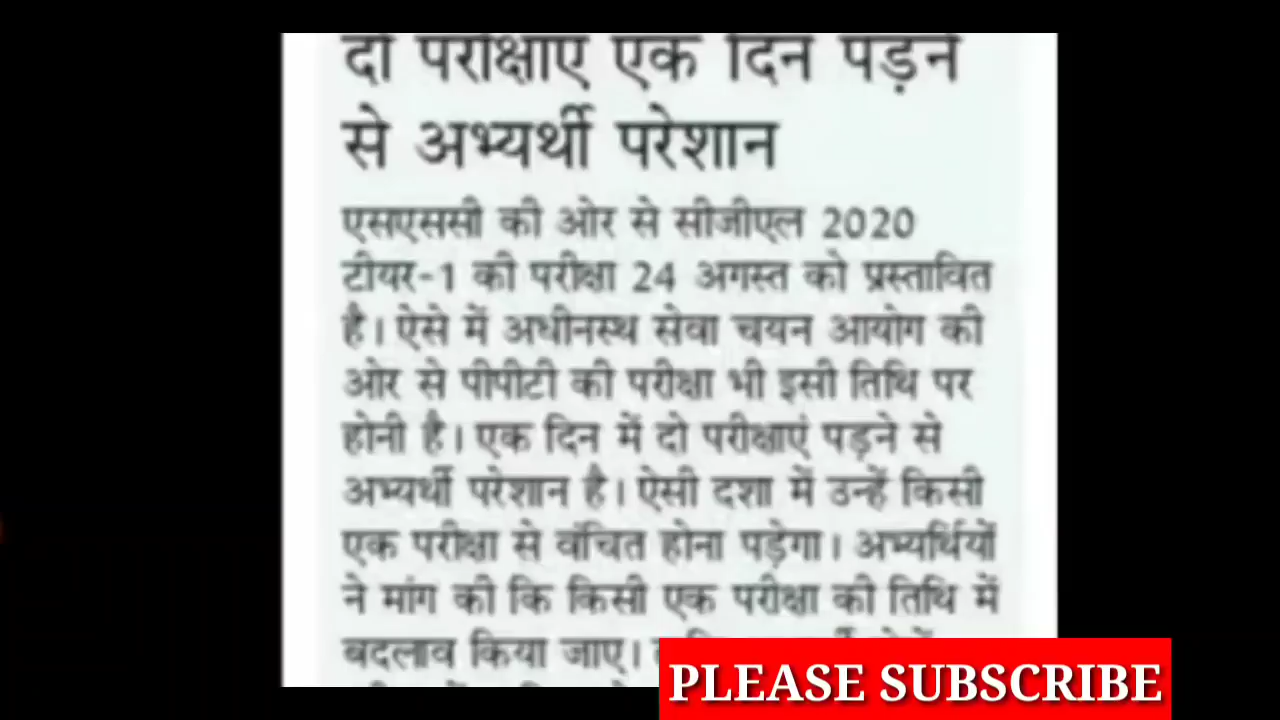 दो परीक्षाएं एक दिन पड़ने
से अभ्यर्थी परेशान
एसएससी की ओर से सीजीएल 2020
टीयर-1 की परीक्षा 24 अगस्त को प्रस्तावित
है। ऐसे में अधीनस्थ सेवा चयन आयोग की
ओर से पीपीटी की परीक्षा भी इसी तिथि पर
होनी है। एक दिन में दो परीक्षाएं पड़ने से
अभ्यर्थी परेशान है। ऐसी दशा में उन्हें किसी
एक परीक्षा से वंचित होना पड़ेगा। अभ्यर्थियों
ने मांग की कि किसी एक परीक्षा की तिथि में
बदलाव किया जाए।
PLEASE SUBSCRIBE